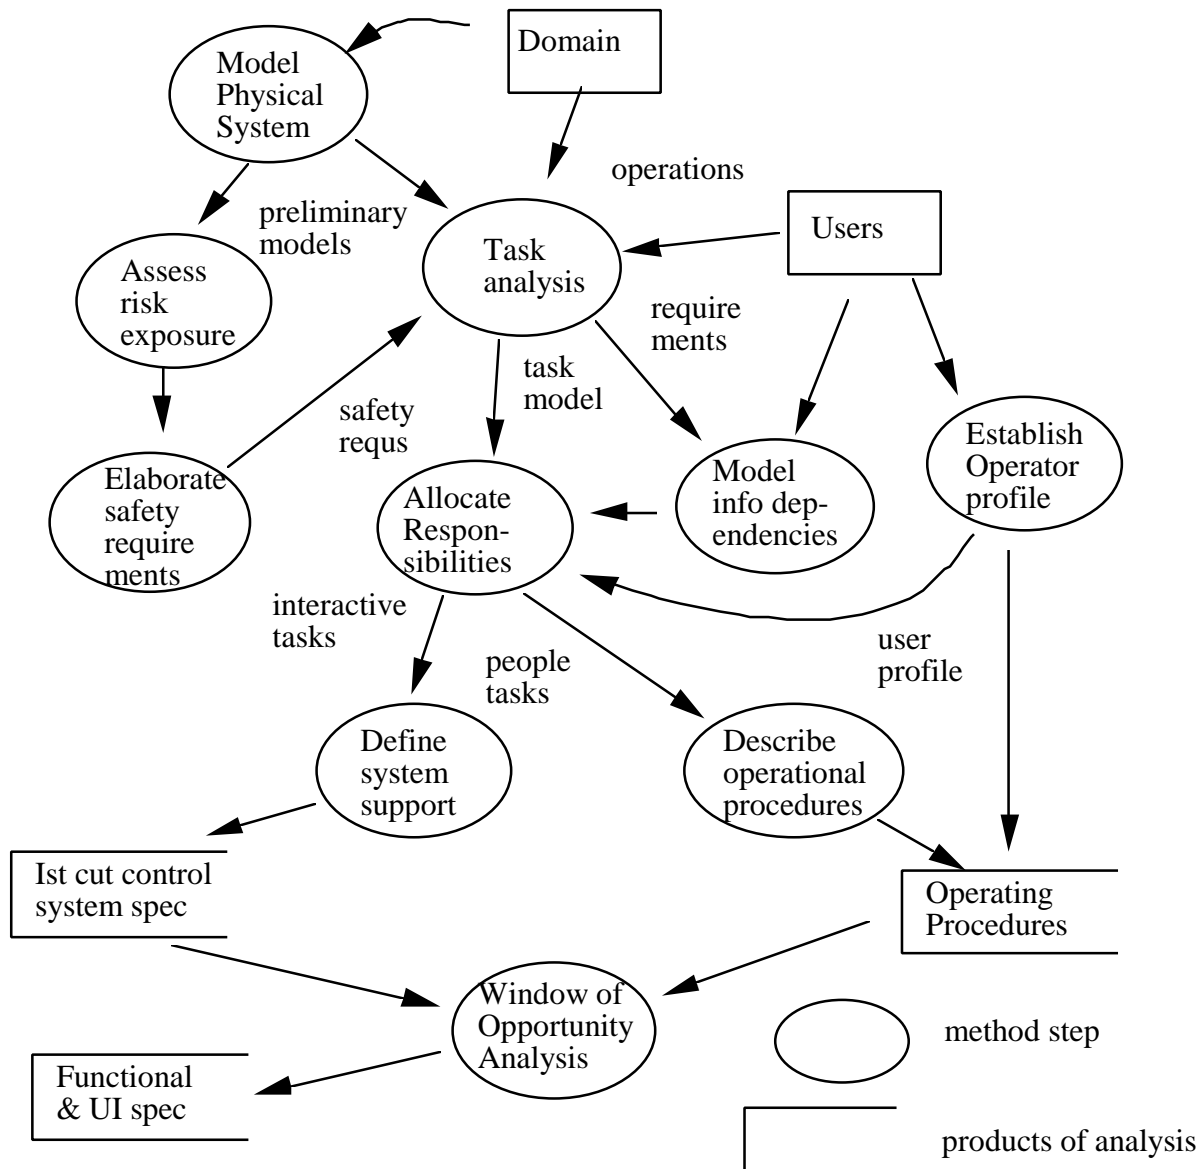 Domain
Model
Physical
System
operations
preliminary
models
Users
Task
analysis
Assess
risk
exposure
require
ments
task
model
safety
requs
Establish
Operator
profile
Elaborate
safety
require
ments
Allocate
Respon-
sibilities
Model
info dep-
endencies
interactive
tasks
people
tasks
user
profile
Define
system
support
Describe
operational
procedures
Ist cut control
system spec
Operating
Procedures
Window of
Opportunity
Analysis
method step
Functional
& UI spec
products of analysis